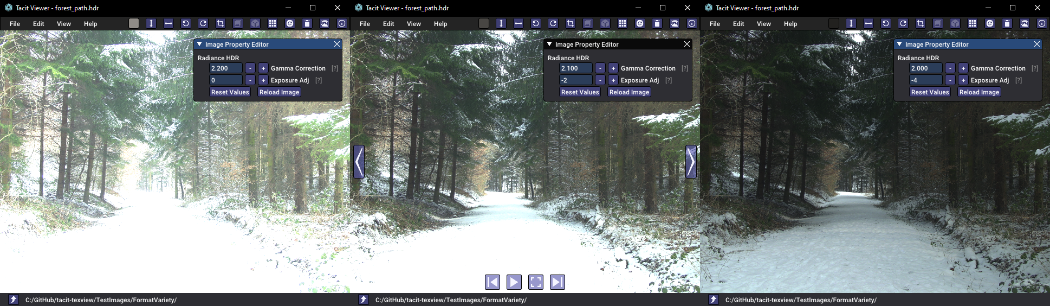 Tacit Viewer - forest_path.hdr
File Edit View Help
Image Property Editor
Radiance HDR
2.200 - + Gamma Correction [?]
0 - + Exposure Adj [?]
Reset Values Reload Image
C:/GitHub/tacit-texview/TestImages/FormatVariety/
Tacit Viewer - forest_path.hdr
File Edit View Help
Image Property Editor
Radiance HDR
2.100 - + Gamma Correction [?]
-2 - + Exposure Adj [?]
Reset Values Reload Image
C:/GitHub/tacit-texview/TestImages/FormatVariety/
Tacit Viewer - forest_path.hdr
File Edit View Help
Image Property Editor
Radiance HDR
2.000 - + Gamma Correction [?]
-4 - + Exposure Adj [?]
Reset Values Reload Image
C:/GitHub/tacit-texview/TestImages/FormatVariety/